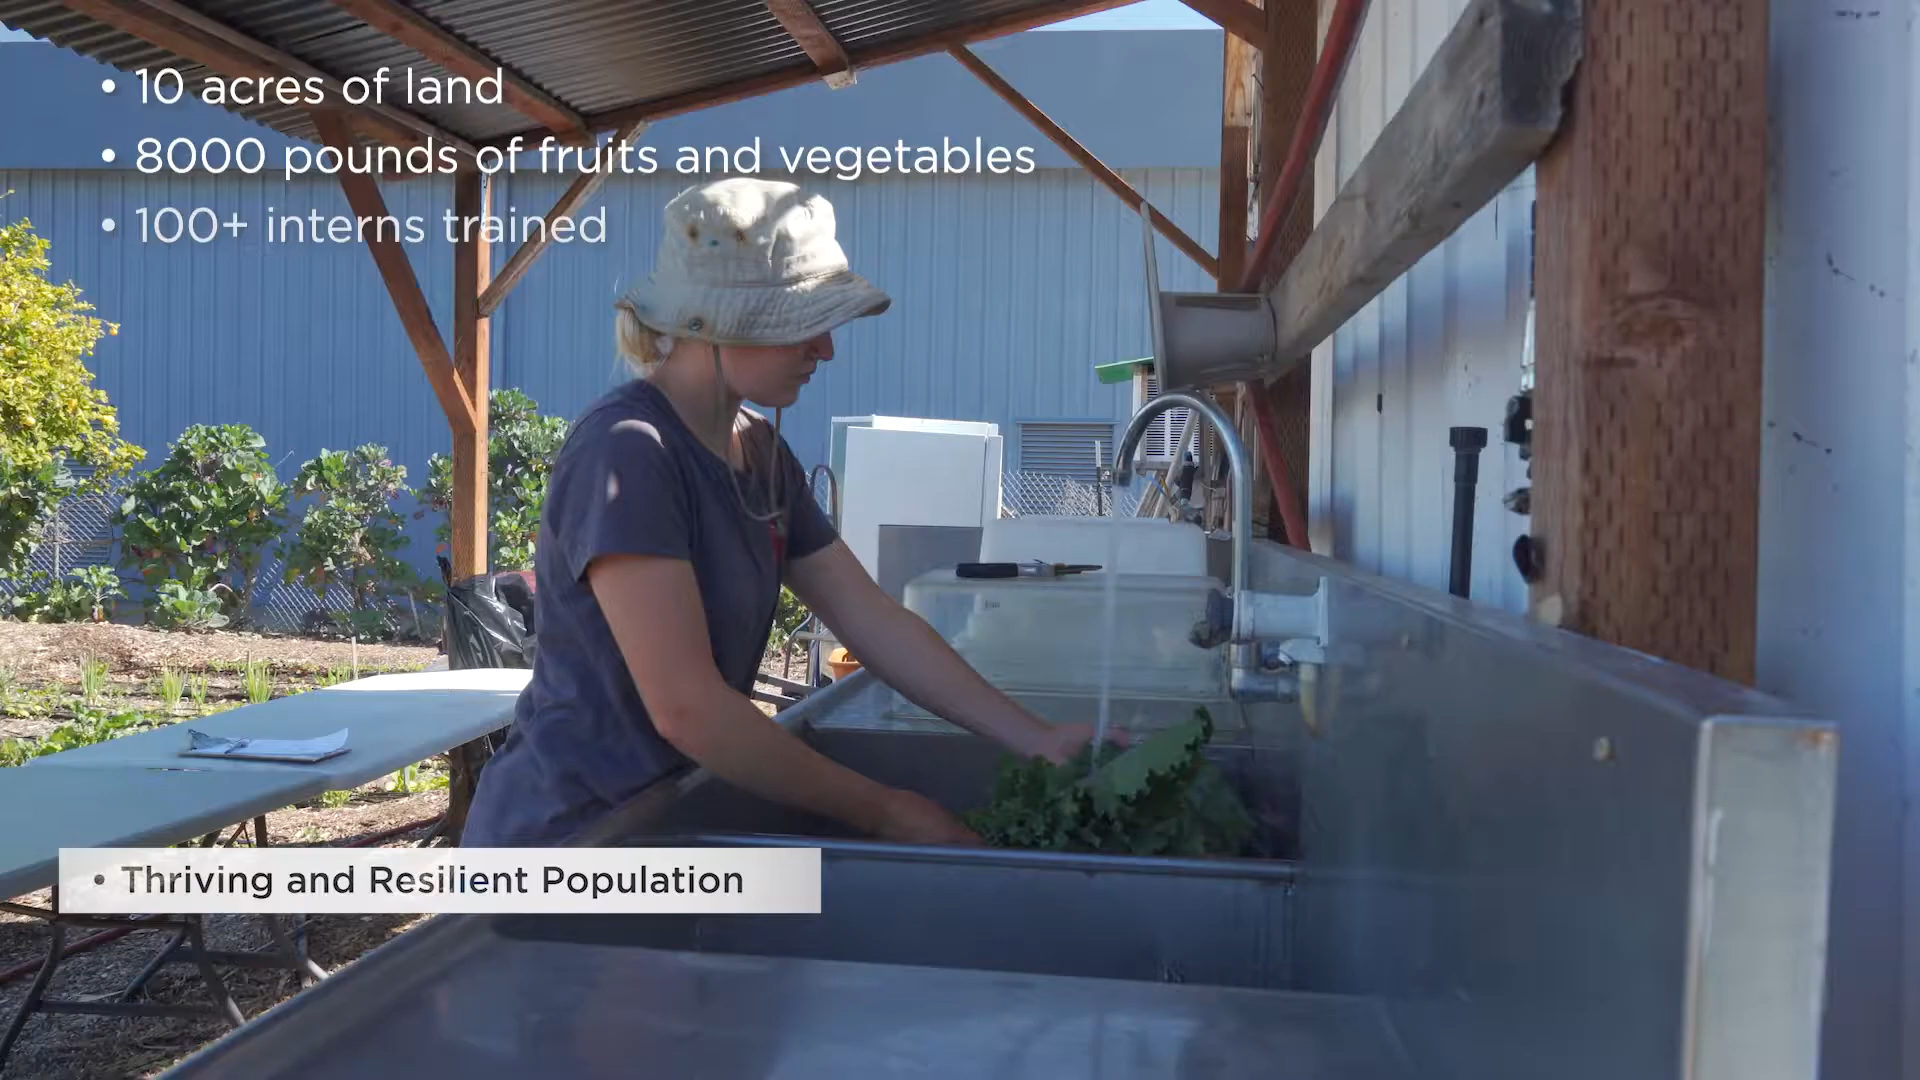 • 10 acres of land
• 8000 pounds of fruits and vegetables
• 100+ interns trained
• Thriving and Resilient Population